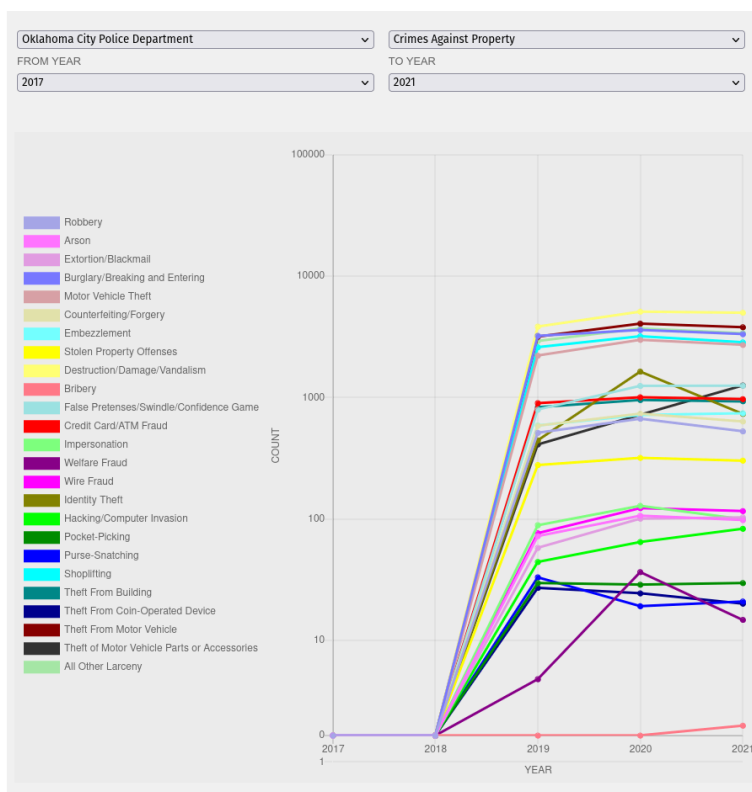 Oklahoma City Police Department
Crimes Against Property
FROM YEAR
TO YEAR
2017
2021
100000
10000
1000
100
10
0
1
COUNT
Robbery
Arson
Extortion/Blackmail
Burglary/Breaking and Entering
Motor Vehicle Theft
Counterfeiting/Forgery
Embezzlement
Stolen Property Offenses
Destruction/Damage/Vandalism
Bribery
False Pretenses/Swindle/Confidence Game
Credit Card/ATM Fraud
Impersonation
Welfare Fraud
Wire Fraud
Identity Theft
Hacking/Computer Invasion
Pocket-Picking
Purse-Snatching
Shoplifting
Theft From Building
Theft From Coin-Operated Device
Theft From Motor Vehicle
Theft of Motor Vehicle Parts or Accessories
All Other Larceny
2017
2018
2019
2020
2021
YEAR